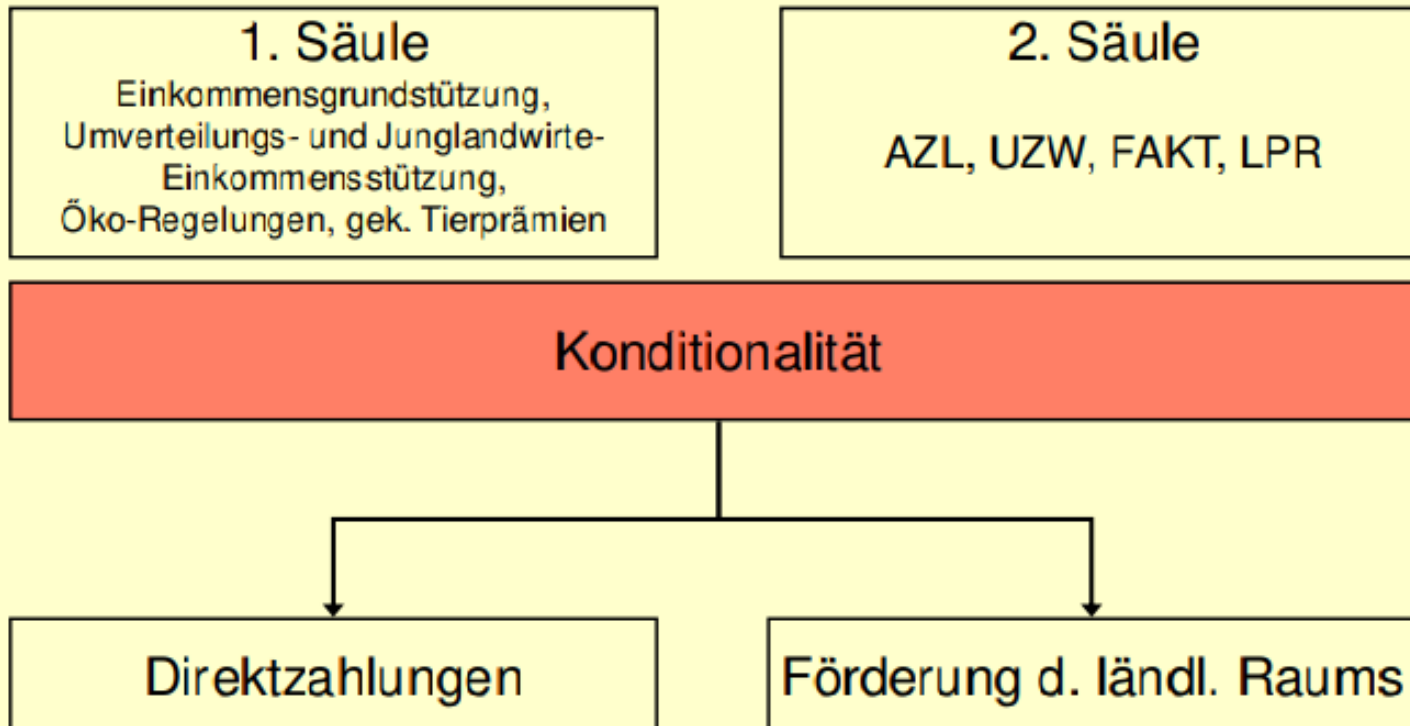 1. Säule
Einkommensgrundstützung,
Umverteilungs- und Junglandwirte-
Einkommensstützung,
Öko-Regelungen, gek. Tierprämien
2. Säule
AZL, UZW, FAKT, LPR
Konditionalität
Direktzahlungen
Förderung d. ländl. Raums